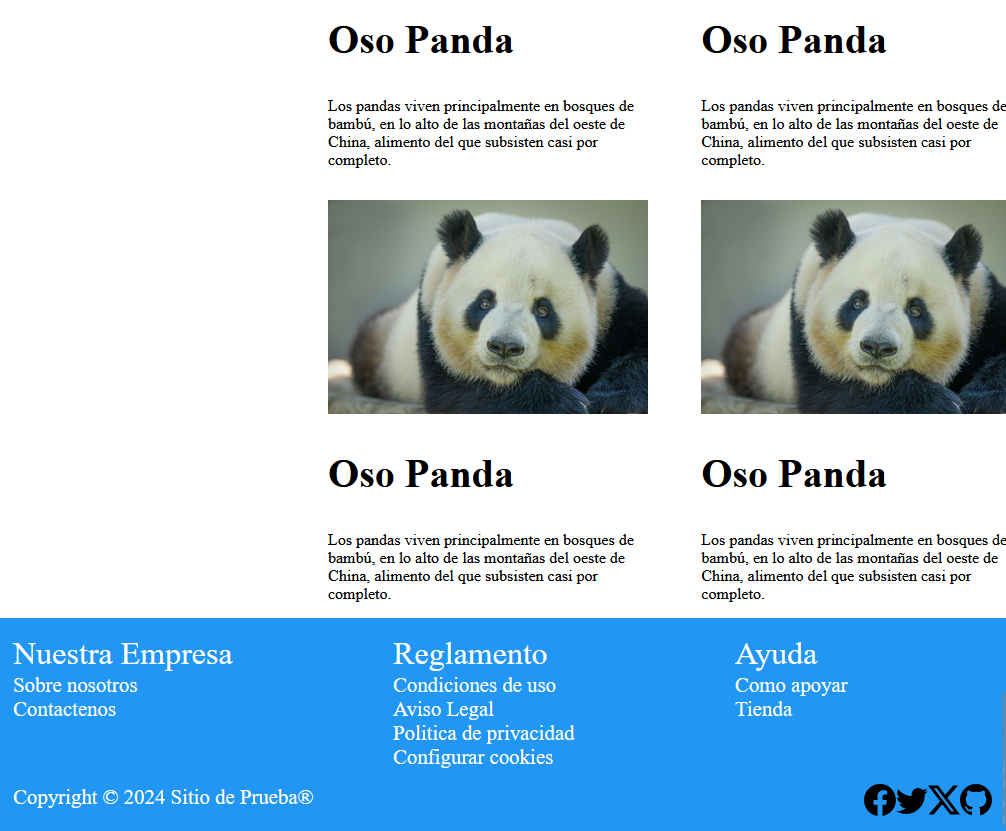 Oso Panda
Los pandas viven principalmente en bosques de
bambú, en lo alto de las montañas del oeste de
China, alimento del que subsisten casi por
completo.
Oso Panda
Los pandas viven principalmente en bosques de
bambú, en lo alto de las montañas del oeste de
China, alimento del que subsisten casi por
completo.
Oso Panda
Los pandas viven principalmente en bosques de
bambú, en lo alto de las montañas del oeste de
China, alimento del que subsisten casi por
completo.
Oso Panda
Los pandas viven principalmente en bosques de
bambú, en lo alto de las montañas del oeste de
China, alimento del que subsisten casi por
completo.
Nuestra Empresa
Sobre nosotros
Contactenos
Reglamento
Condiciones de uso
Aviso Legal
Politica de privacidad
Configurar cookies
Ayuda
Como apoyar
Tienda
Copyright © 2024 Sitio de Prueba®